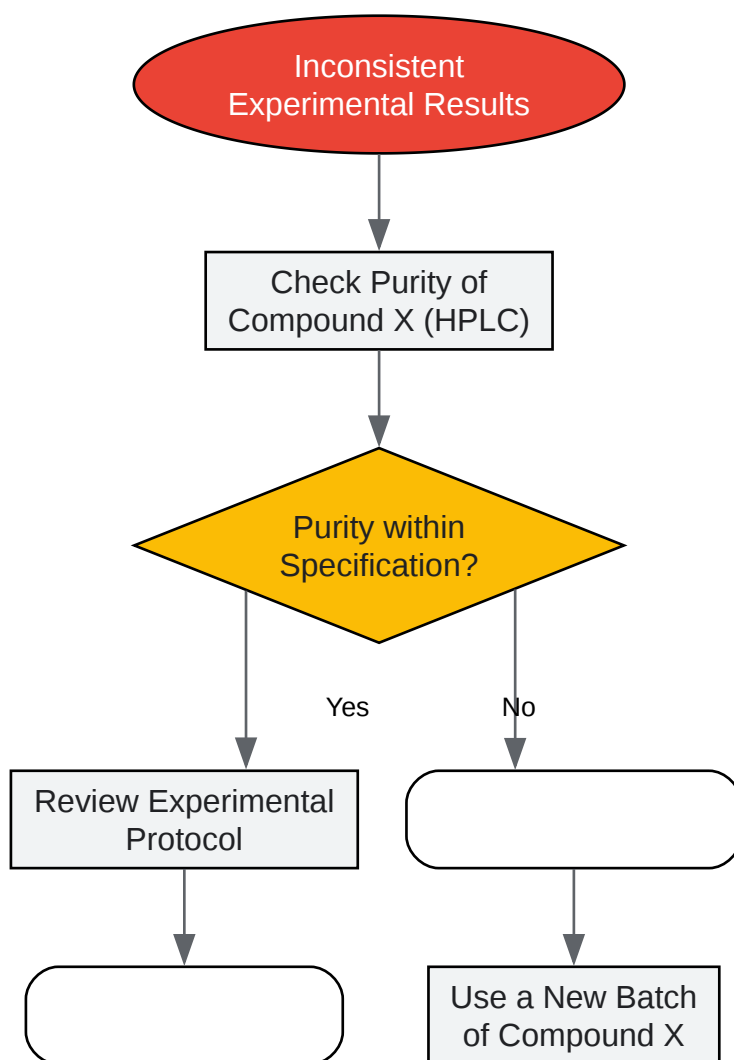 Inconsistent
Experimental Results
Check Purity of
Compound X (HPLC)
Purity within
Specification?
Yes
No
Review Experimental
Protocol
Use a New Batch
of Compound X